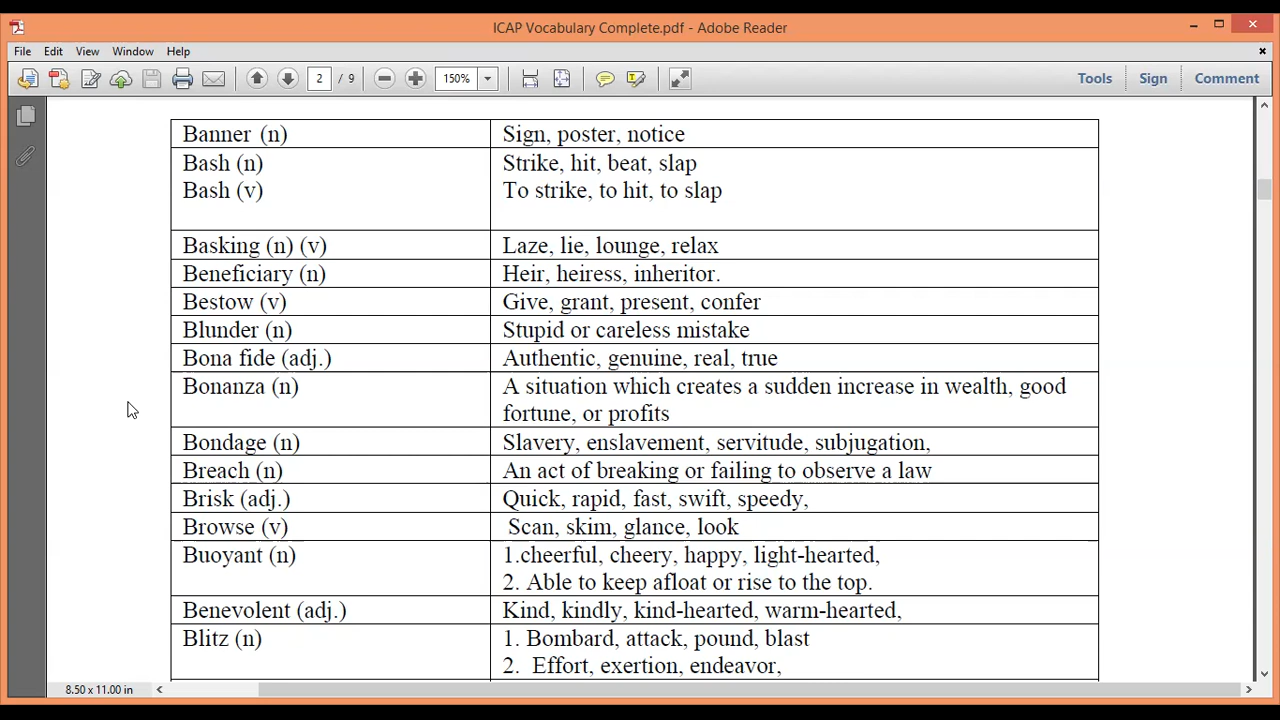 ICAP Vocabulary Complete.pdf - Adobe Reader
File Edit View Window Help
2 / 9 150% Tools Sign Comment
Banner (n) Sign, poster, notice
Bash (n) Strike, hit, beat, slap
Bash (v) To strike, to hit, to slap
Basking (n) (v) Laze, lie, lounge, relax
Beneficiary (n) Heir, heiress, inheritor.
Bestow (v) Give, grant, present, confer
Blunder (n) Stupid or careless mistake
Bona fide (adj.) Authentic, genuine, real, true
Bonanza (n) A situation which creates a sudden increase in wealth, good
fortune, or profits
Bondage (n) Slavery, enslavement, servitude, subjugation,
Breach (n) An act of breaking or failing to observe a law
Brisk (adj.) Quick, rapid, fast, swift, speedy,
Browse (v) Scan, skim, glance, look
Buoyant (n) 1.cheerful, cheery, happy, light-hearted,
2. Able to keep afloat or rise to the top.
Benevolent (adj.) Kind, kindly, kind-hearted, warm-hearted,
Blitz (n) 1. Bombard, attack, pound, blast
2. Effort, exertion, endeavor,
8.50 x 11.00 in